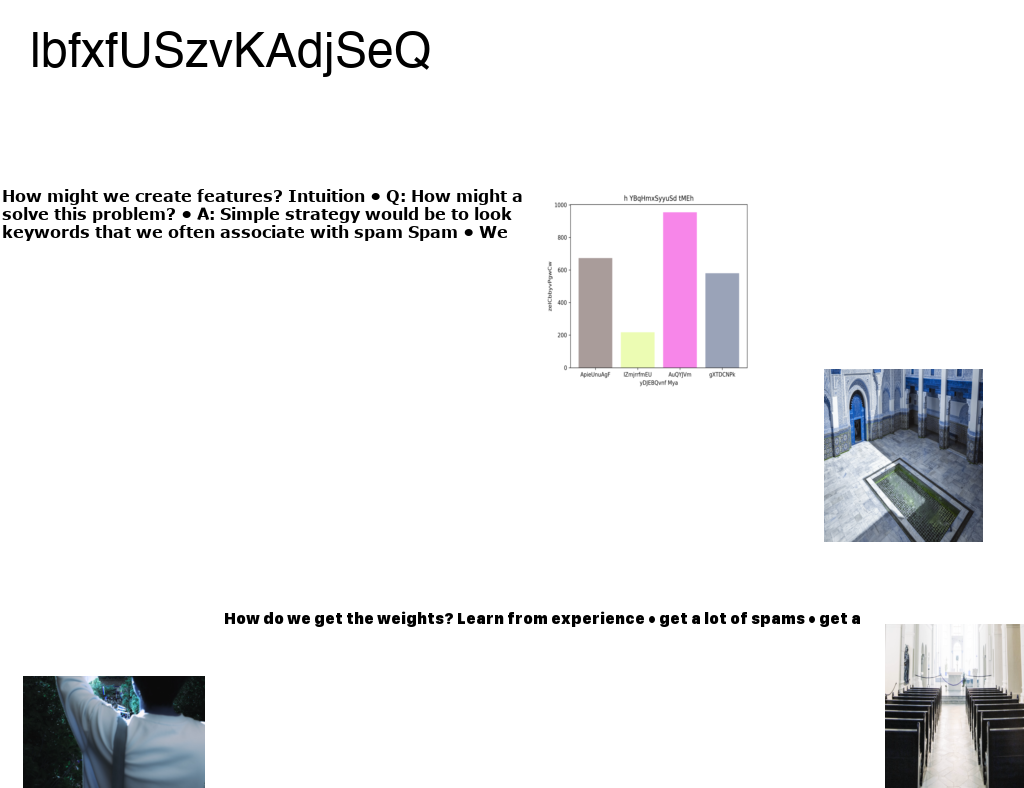 lbfxfUSzvKAdjSeQ
How might we create features? Intuition • Q: How might a
solve this problem? • A: Simple strategy would be to look
keywords that we often associate with spam Spam • We
h YBqHmxSyyuSd tMEh
1000
800
600
400
200
0
zeICbbyvPgwCw
ApieUnuAgF lZmjrrfmEU AuQYJVm gXTDCNPk
yDJEBQvnf Mya
How do we get the weights? Learn from experience • get a lot of spams • get a